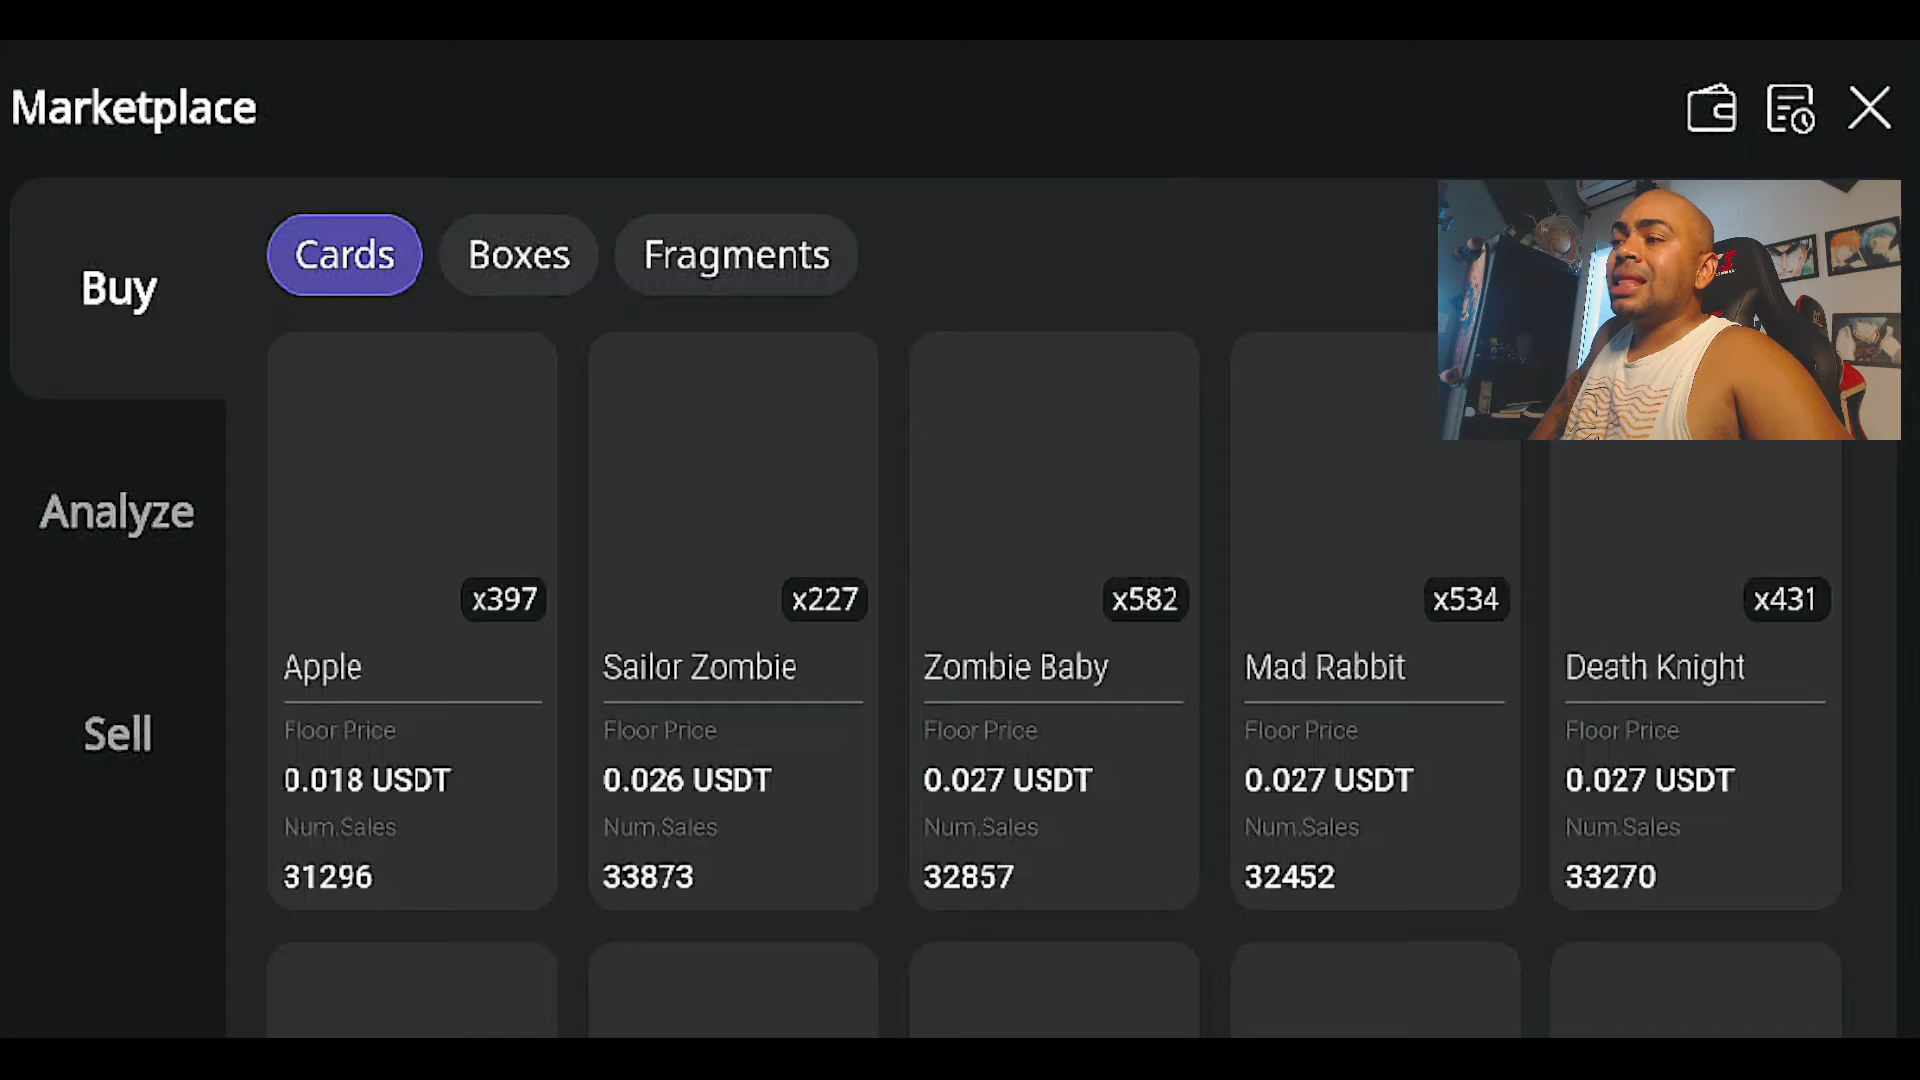 Marketplace
Buy
Cards
Boxes
Fragments
Analyze
Sell
x397
x227
x582
x534
x431
Apple
Sailor Zombie
Zombie Baby
Mad Rabbit
Death Knight
Floor Price
Floor Price
Floor Price
Floor Price
Floor Price
0.018 USDT
0.026 USDT
0.027 USDT
0.027 USDT
0.027 USDT
Num.Sales
Num.Sales
Num.Sales
Num.Sales
Num.Sales
31296
33873
32857
32452
33270